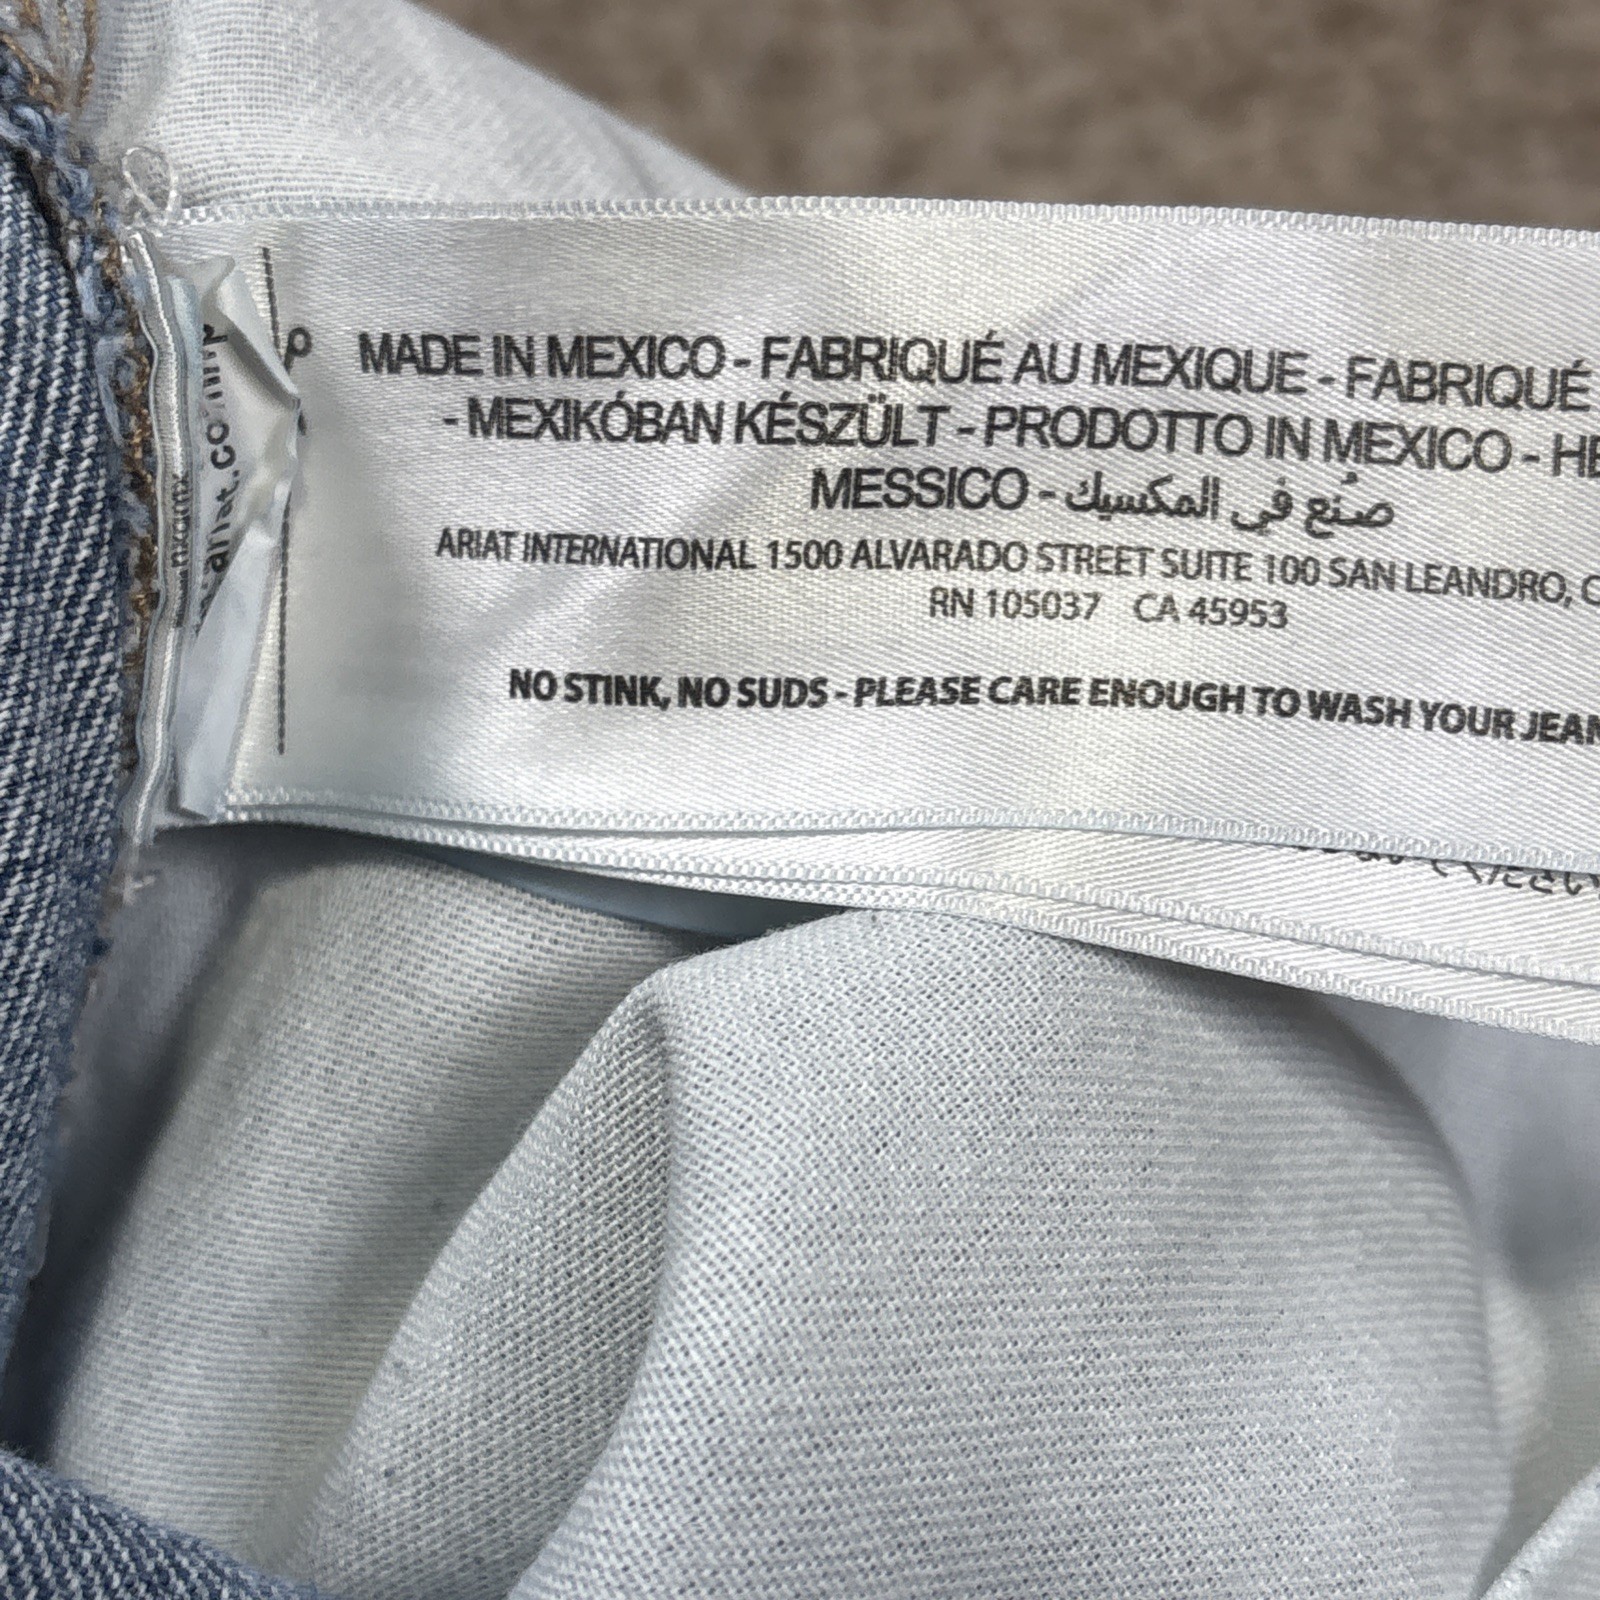 MADE IN MEXICO - FABRIQUÉ AU MEXIQUE - FABRIQUÉ
- MEXIKÓBAN KÉSZÜLT - PRODOTTO IN MEXICO - HE
MESSICO - صُنع في المكسيك
ARIAT INTERNATIONAL 1500 ALVARADO STREET SUITE 100 SAN LEANDRO, C
RN 105037 CA 45953
NO STINK, NO SUDS - PLEASE CARE ENOUGH TO WASH YOUR JEAN